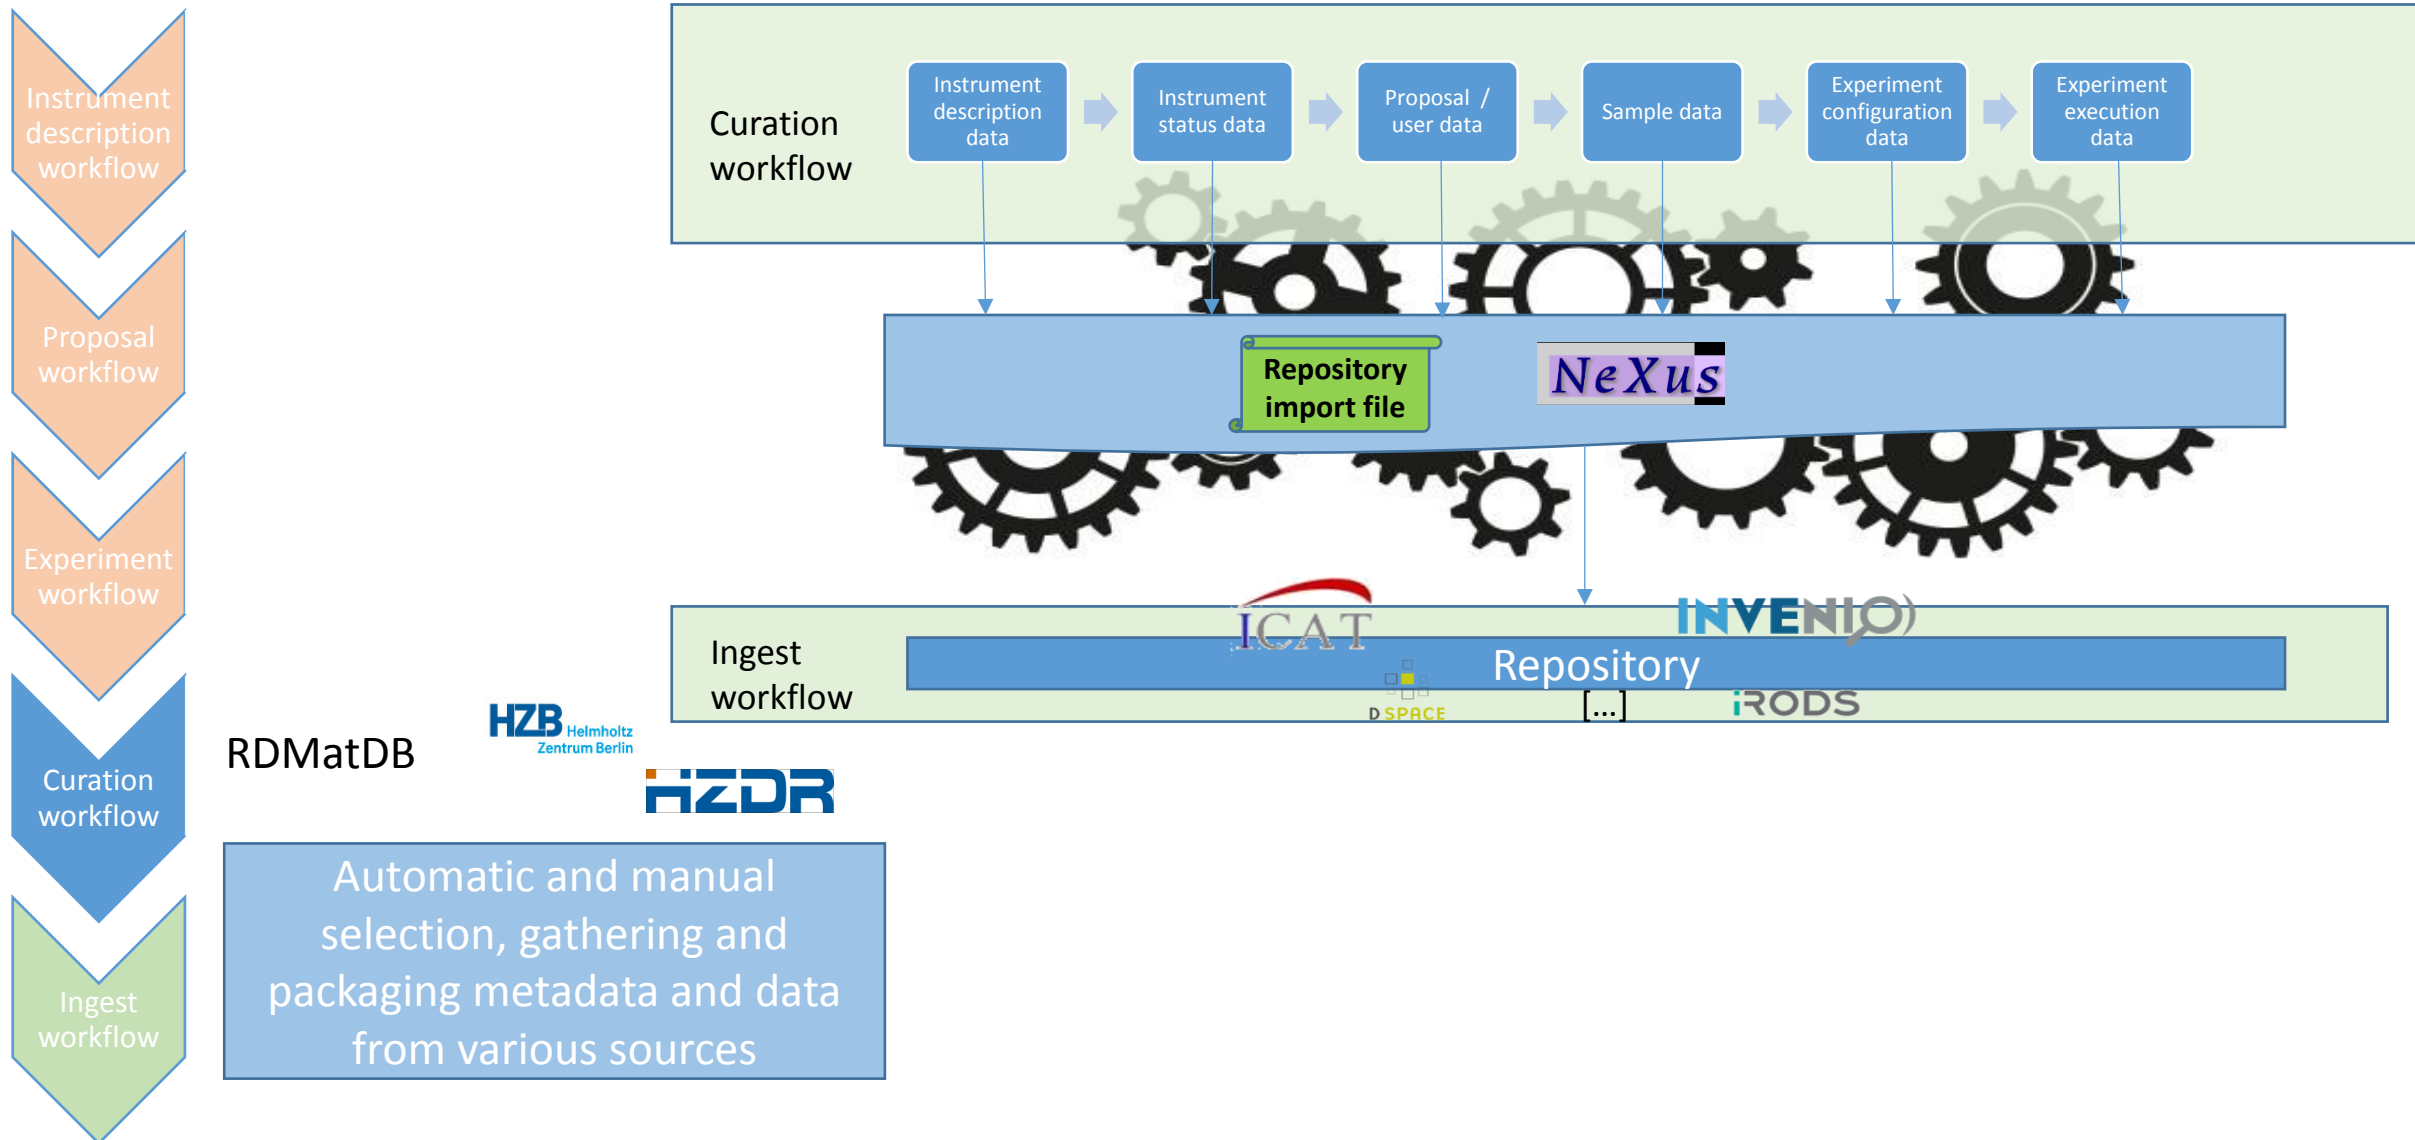 Instrument
description
workflow
Proposal
workflow
Experiment
workflow
Curation
workflow
Ingest
workflow
Curation
workflow
Instrument
description
data
Instrument
status data
Proposal /
user data
Sample data
Experiment
configuration
data
Experiment
execution
data
Repository
import file
NeXus
Ingest
workflow
ICAT
INVENIO
Repository
DSPACE
[...]
iRODS
RDMatDB
HZB Helmholtz
Zentrum Berlin
HZDR
Automatic and manual
selection, gathering and
packaging metadata and data
from various sources